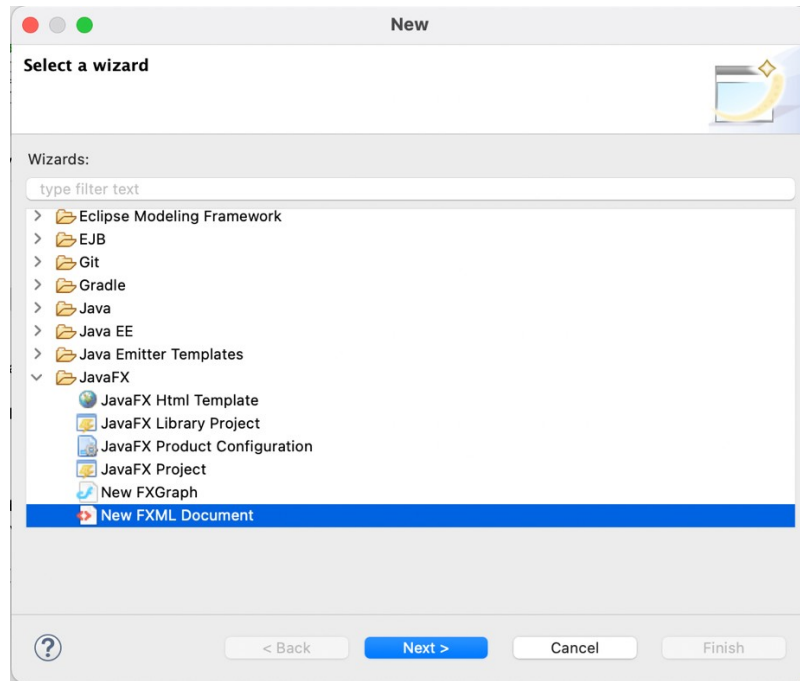 New
Select a wizard
Wizards:
type filter text
Eclipse Modeling Framework
EJB
Git
Gradle
Java
Java EE
Java Emitter Templates
JavaFX
JavaFX Html Template
JavaFX Library Project
JavaFX Product Configuration
JavaFX Project
New FXGraph
New FXML Document
?
< Back Next > Cancel Finish